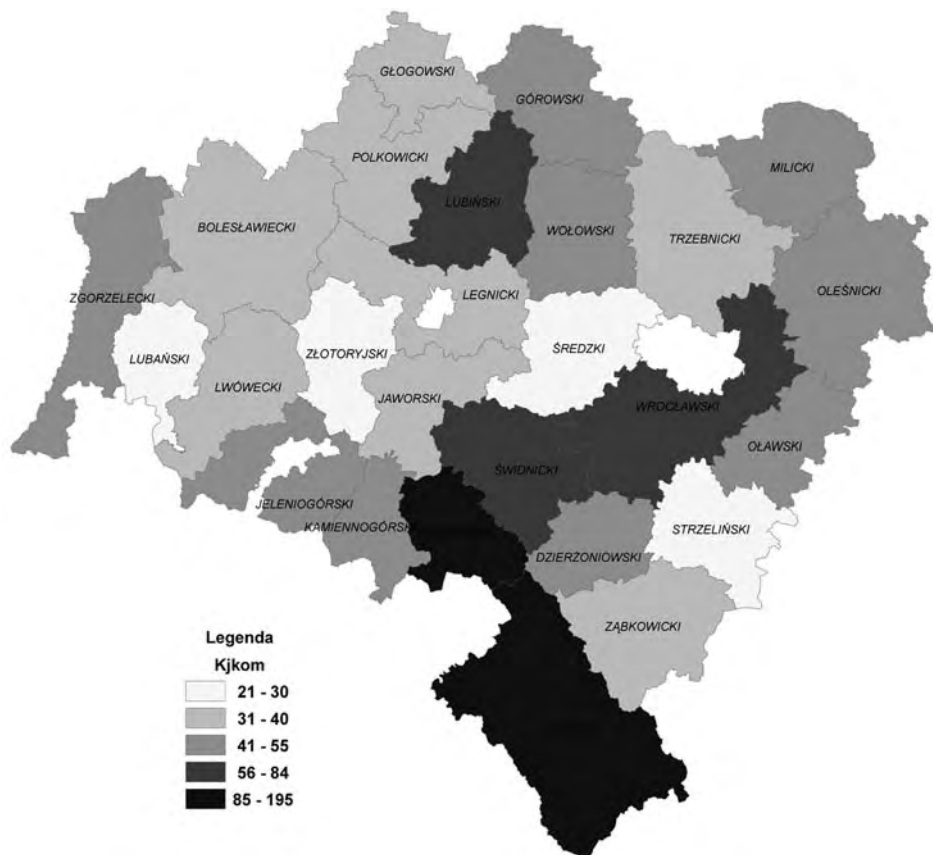 GŁOGOWSKI
GÓROWSKI
POLKOWICKI
MILICKI
LUBIŃSKI
BOLESŁAWIECKI
WOŁOWSKI
TRZEBNICKI
ZGORZELECKI
LEGNICKI
OLEŚNICKI
LUBAŃSKI
ZŁOTORYJSKI
ŚREDZKI
LWÓWECKI
JAWORSKI
WROCŁAWSKI
OŁAWSKI
ŚWIDNICKI
JELENIOGÓRSKI
KAMIENNOGÓRSKI
STRZELIŃSKI
DZIERŻONIOWSKI
ZĄBKOWICKI
Legenda
Kjkom
21 - 30
31 - 40
41 - 55
56 - 84
85 - 195